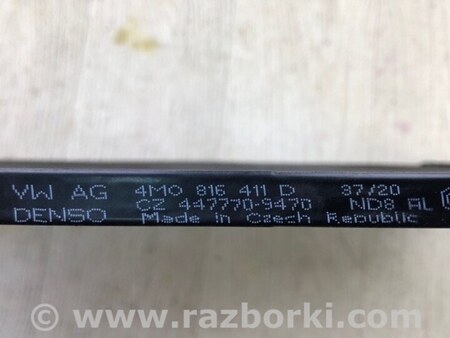 VW AG 4M0 816 411 D 37/20
DENSO CZ 447770-9470 ND8 AL
Made in Czech Republic
© www.razborki.com